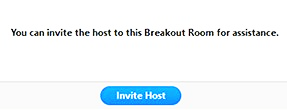 You can invite the host to this Breakout Room for assistance.
Invite Host